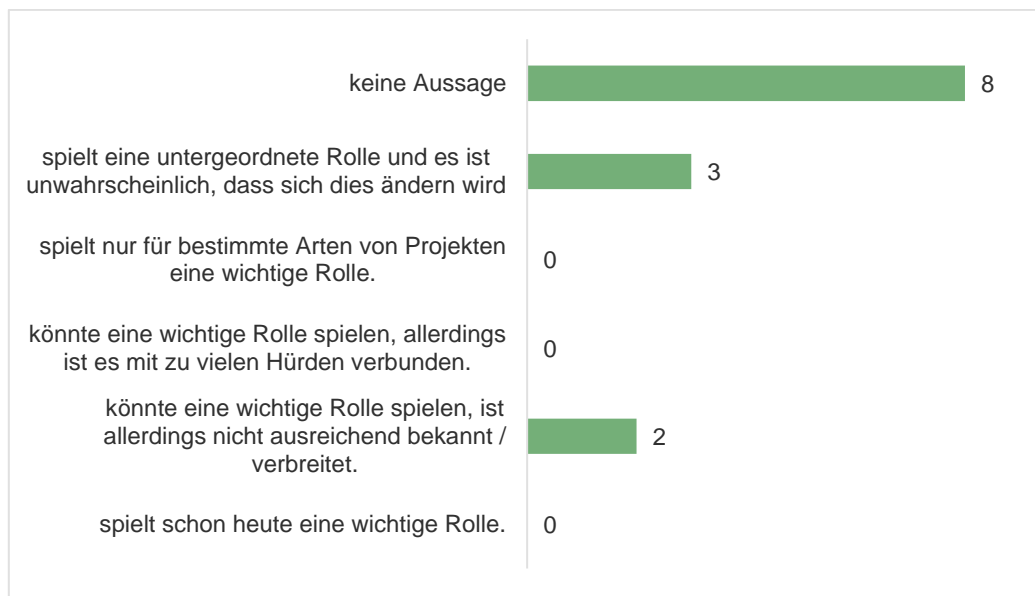 keine Aussage
8
spielt eine untergeordnete Rolle und es ist
unwahrscheinlich, dass sich dies ändern wird
3
spielt nur für bestimmte Arten von Projekten
eine wichtige Rolle.
0
könnte eine wichtige Rolle spielen, allerdings
ist es mit zu vielen Hürden verbunden.
0
könnte eine wichtige Rolle spielen, ist
allerdings nicht ausreichend bekannt /
verbreitet.
2
spielt schon heute eine wichtige Rolle.
0